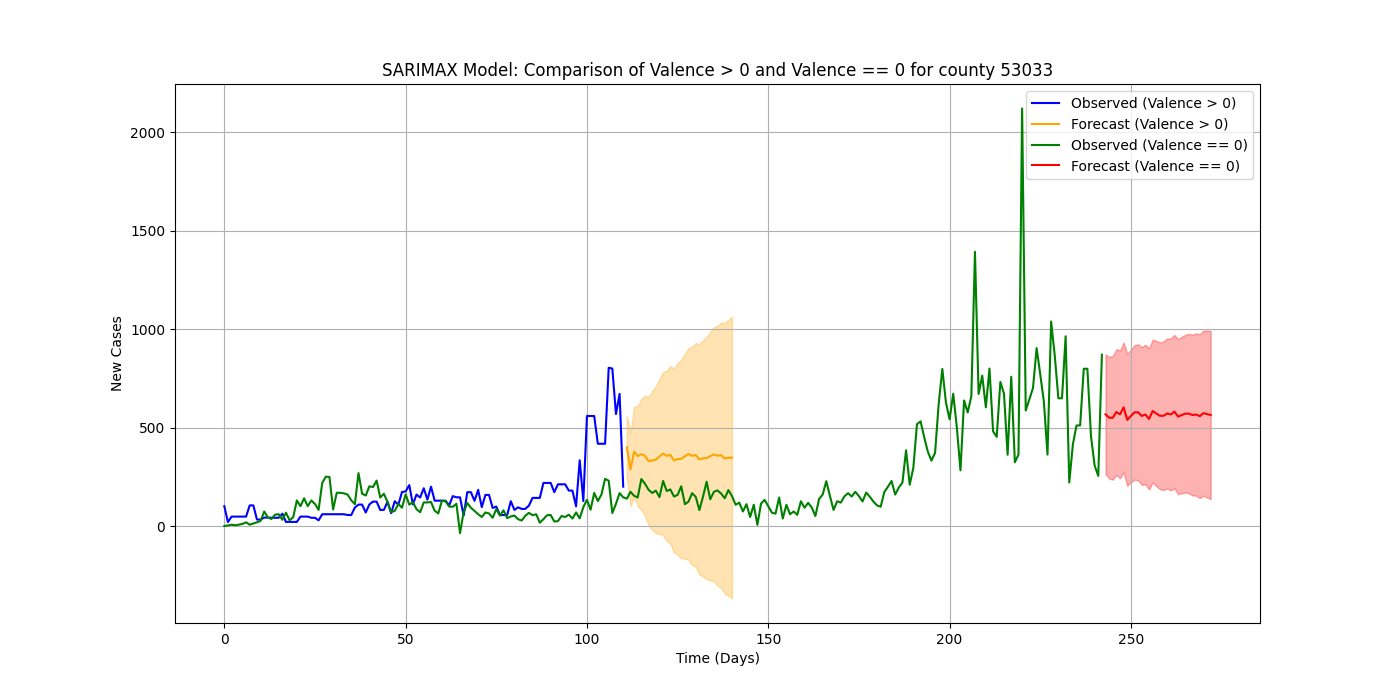 SARIMAX Model: Comparison of Valence > 0 and Valence == 0 for county 53033
Observed (Valence > 0)
Forecast (Valence > 0)
Observed (Valence == 0)
Forecast (Valence == 0)
New Cases
2000
1500
1000
500
0
0 50 100 150 200 250
Time (Days)